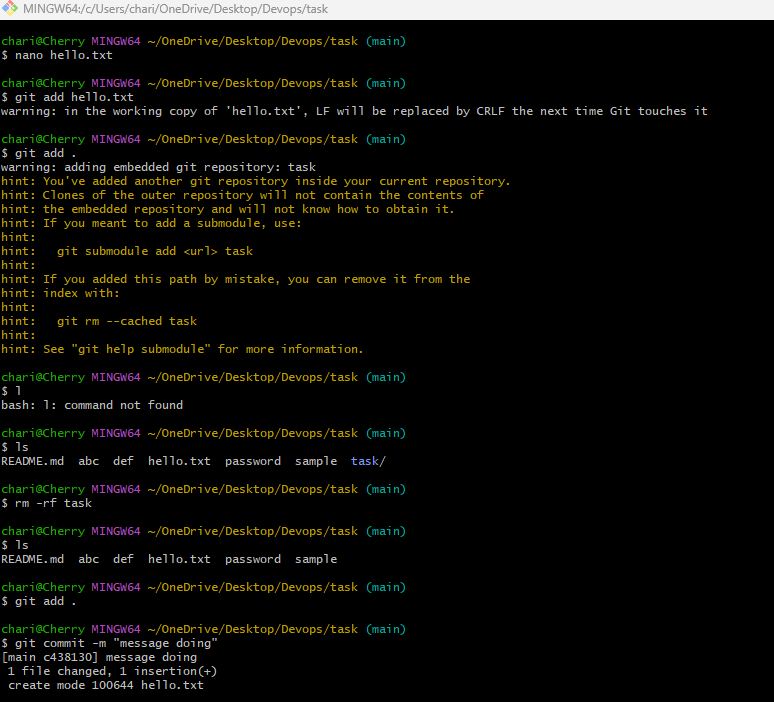 MINGW64:/c/Users/chari/OneDrive/Desktop/Devops/task
chari@Cherry MINGW64 ~/OneDrive/Desktop/Devops/task (main)
$ nano hello.txt
chari@Cherry MINGW64 ~/OneDrive/Desktop/Devops/task (main)
$ git add hello.txt
warning: in the working copy of 'hello.txt', LF will be replaced by CRLF the next time Git touches it
chari@Cherry MINGW64 ~/OneDrive/Desktop/Devops/task (main)
$ git add .
warning: adding embedded git repository: task
hint: You've added another git repository inside your current repository.
hint: Clones of the outer repository will not contain the contents of
hint: the embedded repository and will not know how to obtain it.
hint: If you meant to add a submodule, use:
hint:
hint:   git submodule add <url> task
hint:
hint: If you added this path by mistake, you can remove it from the
hint: index with:
hint:
hint:   git rm --cached task
hint:
hint: See "git help submodule" for more information.
chari@Cherry MINGW64 ~/OneDrive/Desktop/Devops/task (main)
$ l
bash: l: command not found
chari@Cherry MINGW64 ~/OneDrive/Desktop/Devops/task (main)
$ ls
README.md  abc  def  hello.txt  password  sample  task/
chari@Cherry MINGW64 ~/OneDrive/Desktop/Devops/task (main)
$ rm -rf task
chari@Cherry MINGW64 ~/OneDrive/Desktop/Devops/task (main)
$ ls
README.md  abc  def  hello.txt  password  sample
chari@Cherry MINGW64 ~/OneDrive/Desktop/Devops/task (main)
$ git add .
chari@Cherry MINGW64 ~/OneDrive/Desktop/Devops/task (main)
$ git commit -m "message doing"
[main c438130] message doing
 1 file changed, 1 insertion(+)
 create mode 100644 hello.txt